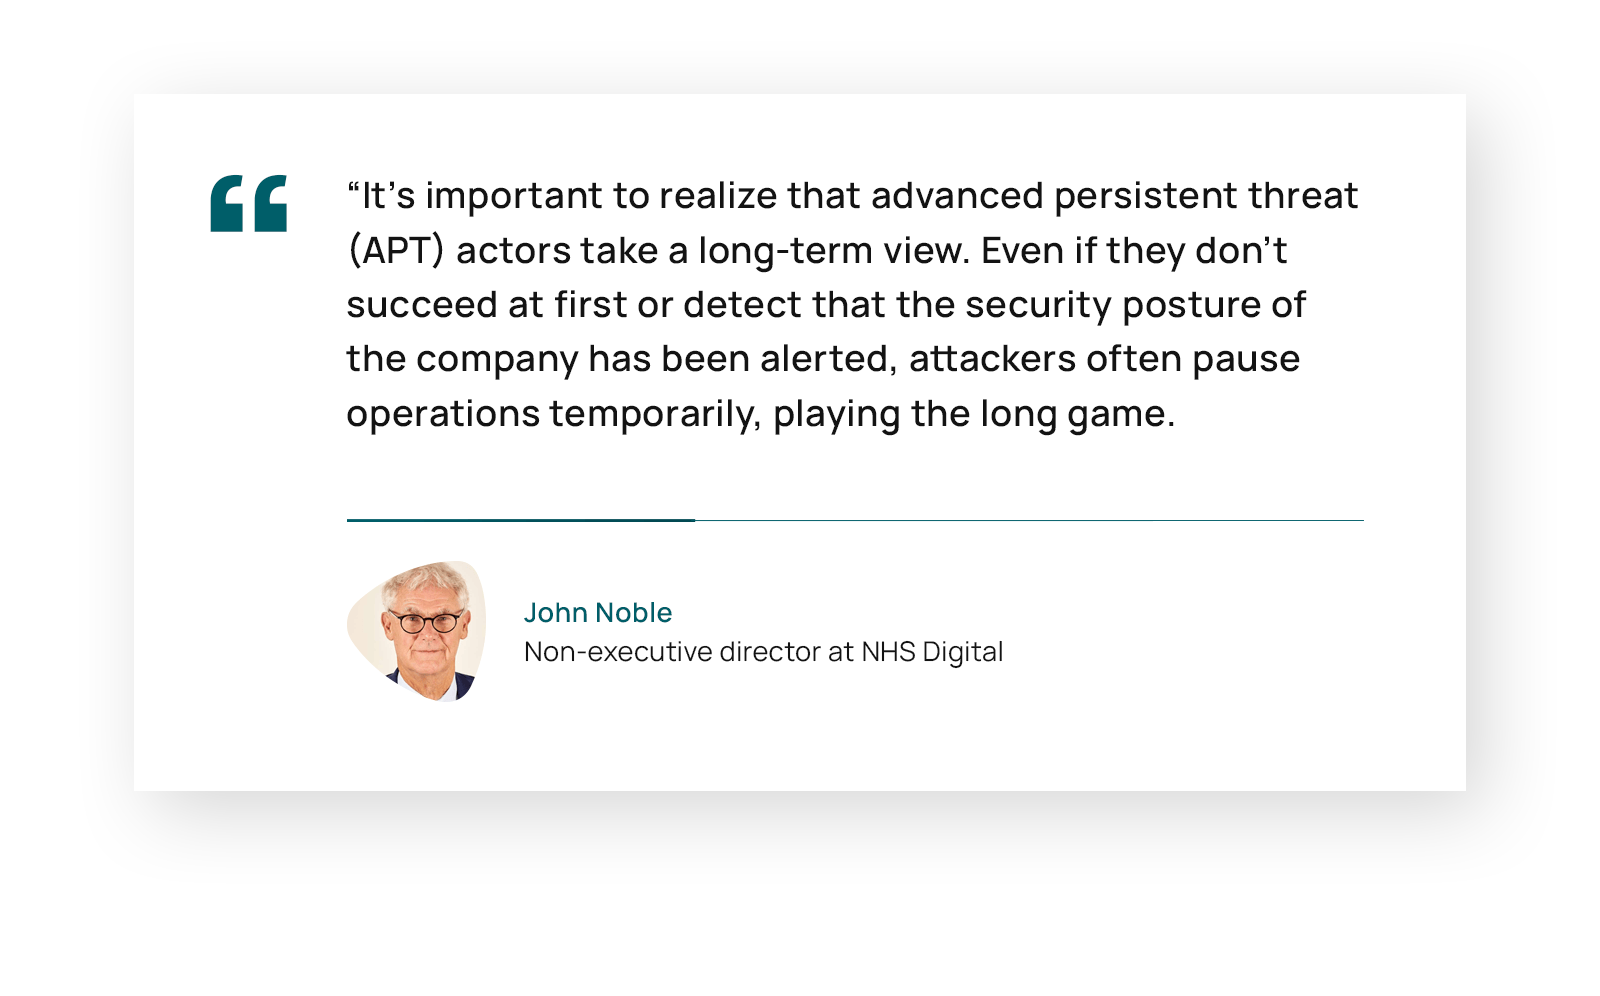 “It’s important to realize that advanced persistent threat
(APT) actors take a long-term view. Even if they don’t
succeed at first or detect that the security posture of
the company has been alerted, attackers often pause
operations temporarily, playing the long game.
John Noble
Non-executive director at NHS Digital